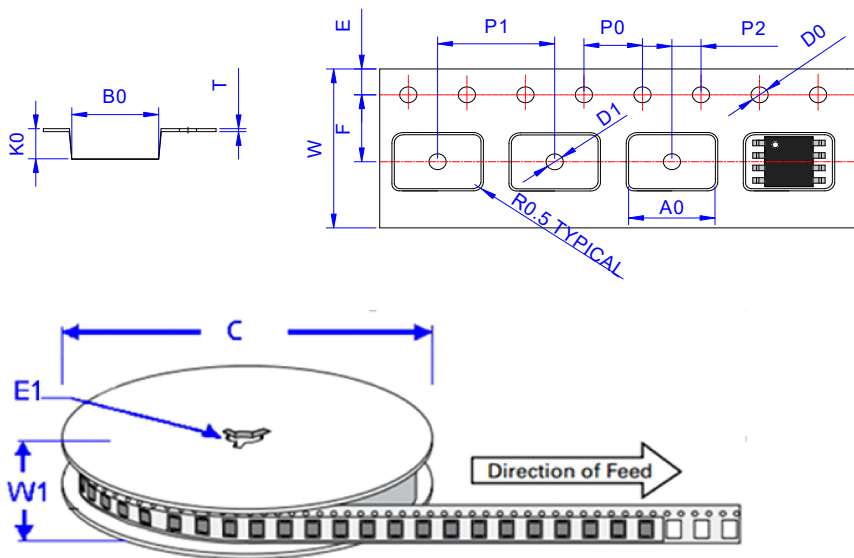 E
P1
P0
P2
D0
B0
T
K0
F
W
D1
A0
R0.5 TYPICAL
C
E1
W1
Direction of Feed